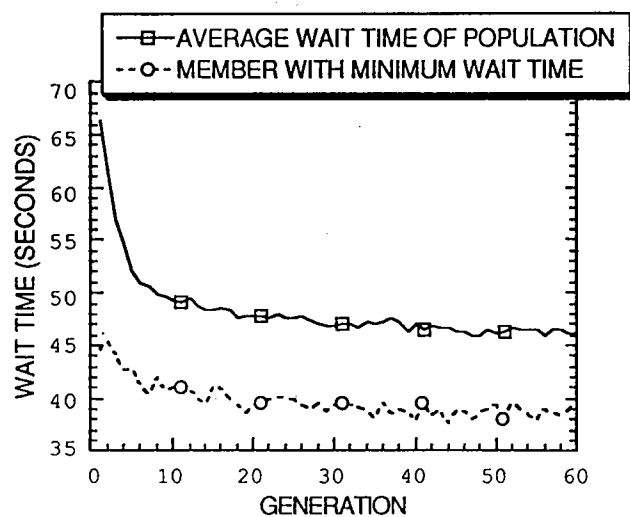 AVERAGE WAIT TIME OF POPULATION
MEMBER WITH MINIMUM WAIT TIME
70
65
60
55
50
45
40
35
WAIT TIME (SECONDS)
0 10 20 30 40 50 60
GENERATION